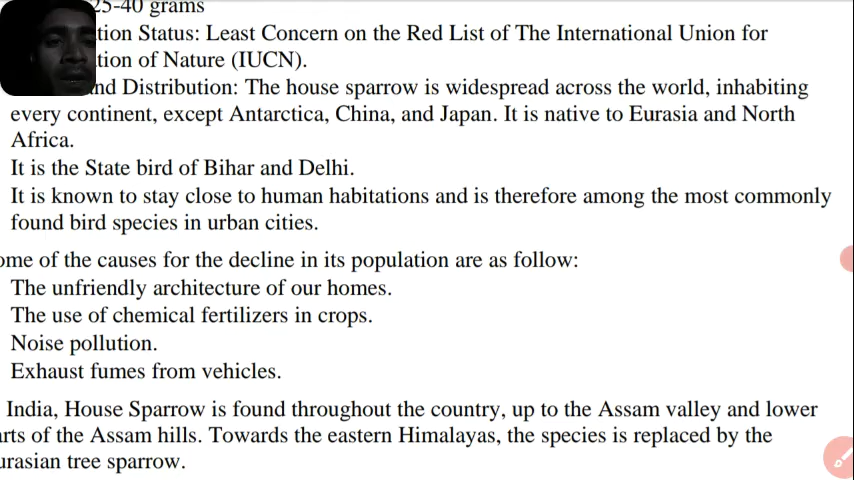 25-40 grams
tion Status: Least Concern on the Red List of The International Union for
tion of Nature (IUCN).
nd Distribution: The house sparrow is widespread across the world, inhabiting
every continent, except Antarctica, China, and Japan. It is native to Eurasia and North
Africa.
It is the State bird of Bihar and Delhi.
It is known to stay close to human habitations and is therefore among the most commonly
found bird species in urban cities.
ome of the causes for the decline in its population are as follow:
The unfriendly architecture of our homes.
The use of chemical fertilizers in crops.
Noise pollution.
Exhaust fumes from vehicles.
India, House Sparrow is found throughout the country, up to the Assam valley and lower
rts of the Assam hills. Towards the eastern Himalayas, the species is replaced by the
urasian tree sparrow.